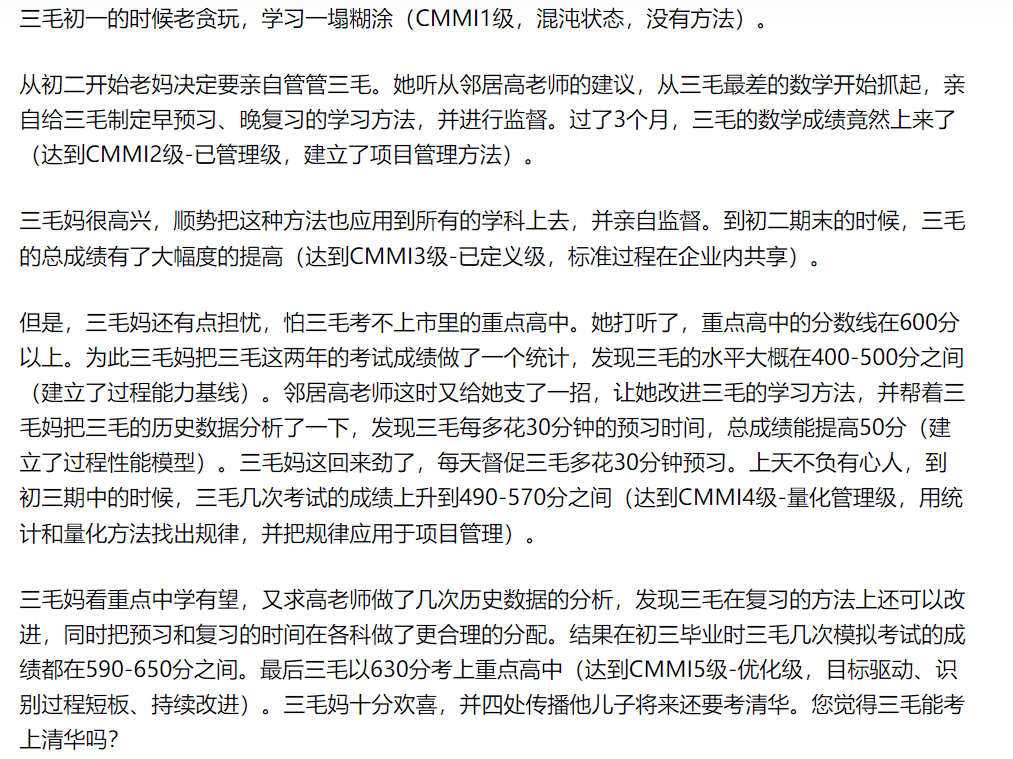 三毛初一的时候老贪玩，学习一塌糊涂（CMMI1级，混沌状态，没有方法）。
从初二开始老妈决定要亲自管管三毛。她听从邻居高老师的建议，从三毛最差的数学开始抓起，亲
自给三毛制定早预习、晚复习的学习方法，并进行监督。过了3个月，三毛的数学成绩竟然上来了
（达到CMMI2级-已管理级，建立了项目管理方法）。
三毛妈很高兴，顺势把这种方法也应用到所有的学科上去，并亲自监督。到初二期末的时候，三毛
的总成绩有了大幅度的提高（达到CMMI3级-已定义级，标准过程在企业内共享）。
但是，三毛妈还有点担忧，怕三毛考不上市里的重点高中。她打听了，重点高中的分数线在600分
以上。为此三毛妈把三毛这两年的考试成绩做了一个统计，发现三毛的水平大概在400-500分之间
（建立了过程能力基线）。邻居高老师这时又给她支了一招，让她改进三毛的学习方法，并帮着三
毛妈把三毛的历史数据分析了一下，发现三毛每多花30分钟的预习时间，总成绩能提高50分（建
立了过程性能模型）。三毛妈这回来劲了，每天督促三毛多花30分钟预习。上天不负有心人，到
初三期中的时候，三毛几次考试的成绩上升到490-570分之间（达到CMMI4级-量化管理级，用统
计和量化方法找出规律，并把规律应用于项目管理）。
三毛妈看重点中学有望，又求高老师做了几次历史数据的分析，发现三毛在复习的方法上还可以改
进，同时把预习和复习的时间在各科做了更合理的分配。结果在初三毕业时三毛几次模拟考试的成
绩都在590-650分之间。最后三毛以630分考上重点高中（达到CMMI5级-优化级，目标驱动、识
别过程短板、持续改进）。三毛妈十分欢喜，并四处传播他儿子将来还要考清华。您觉得三毛能考
上清华吗？